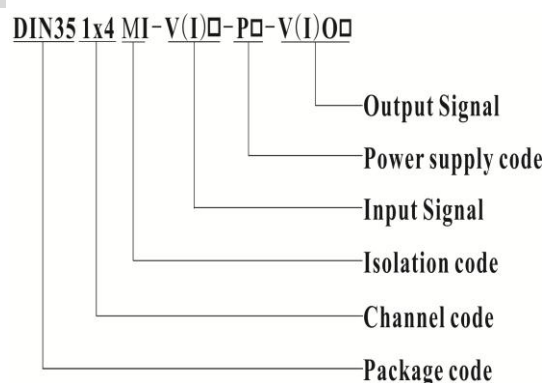 DIN35 1x4 MI-V(I)□-P□-V(I)O□
Output Signal
Power supply code
Input Signal
Isolation code
Channel code
Package code